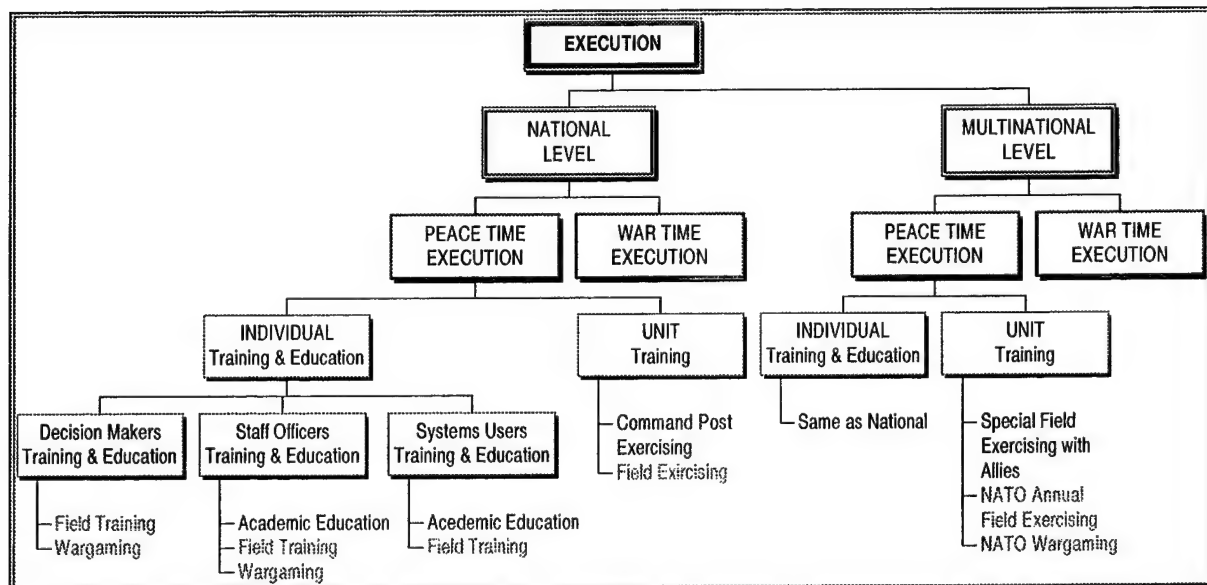 EXECUTION
NATIONAL
LEVEL
MULTINATIONAL
LEVEL
PEACE TIME
EXECUTION
WAR TIME
EXECUTION
PEACE TIME
EXECUTION
WAR TIME
EXECUTION
INDIVIDUAL
Training & Education
UNIT
Training
INDIVIDUAL
Training & Education
UNIT
Training
Decision Makers
Training & Education
Staff Officers
Training & Education
Systems Users
Training & Education
Command Post
Exercising
Field Exircising
Same as National
Special Field
Exercising with
Allies
NATO Annual
Field Exercising
NATO Wargaming
Field Training
Wargaming
Academic Education
Field Training
Wargaming
Acedemic Education
Field Training